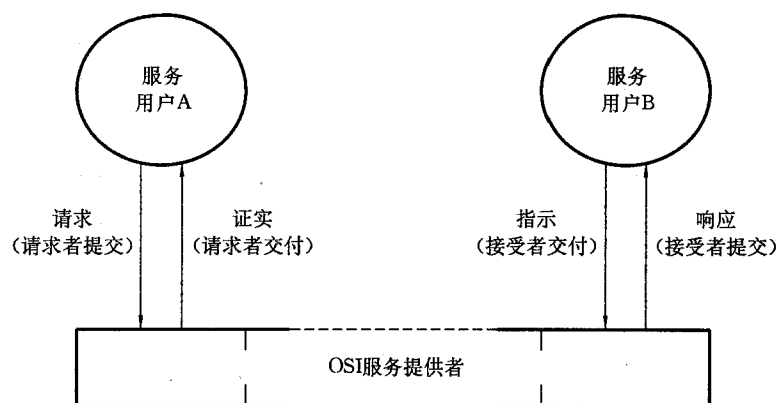 服务
用户A
服务
用户B
请求
(请求者提交)
证实
(请求者交付)
指示
(接受者交付)
响应
(接受者提交)
OSI服务提供者